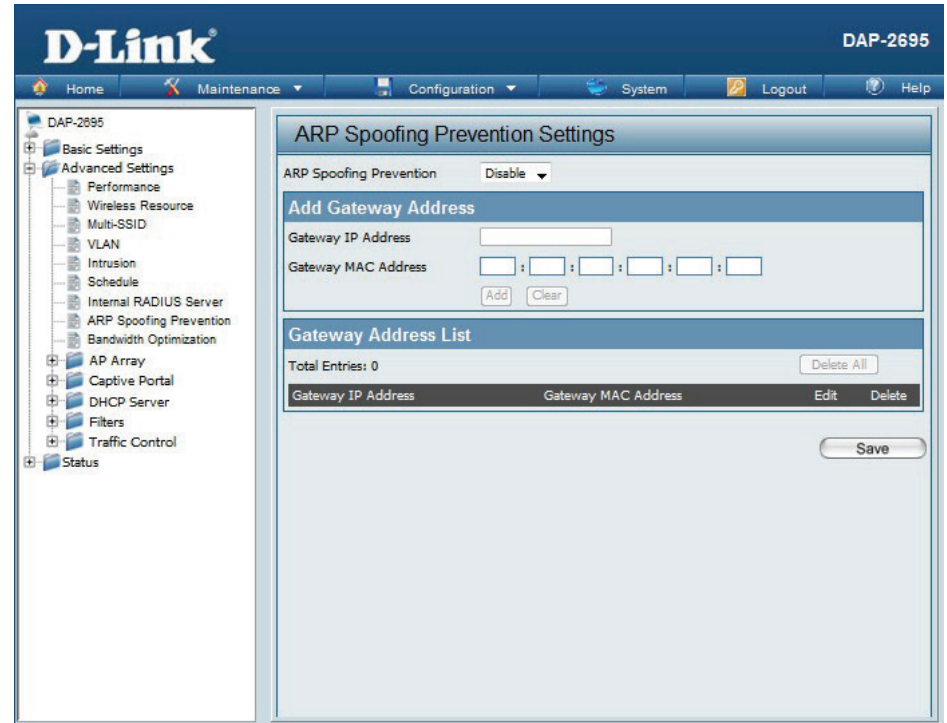 D-Link®
DAP-2695
Home
Maintenance
Configuration
System
Logout
Help
DAP-2695
Basic Settings
Advanced Settings
Performance
Wireless Resource
Multi-SSID
VLAN
Intrusion
Schedule
Internal RADIUS Server
ARP Spoofing Prevention
Bandwidth Optimization
AP Array
Captive Portal
DHCP Server
Filters
Traffic Control
Status
ARP Spoofing Prevention Settings
ARP Spoofing Prevention Disable
Add Gateway Address
Gateway IP Address
Gateway MAC Address : : : : :
Add Clear
Gateway Address List
Total Entries: 0 Delete All
Gateway IP Address Gateway MAC Address Edit Delete
Save